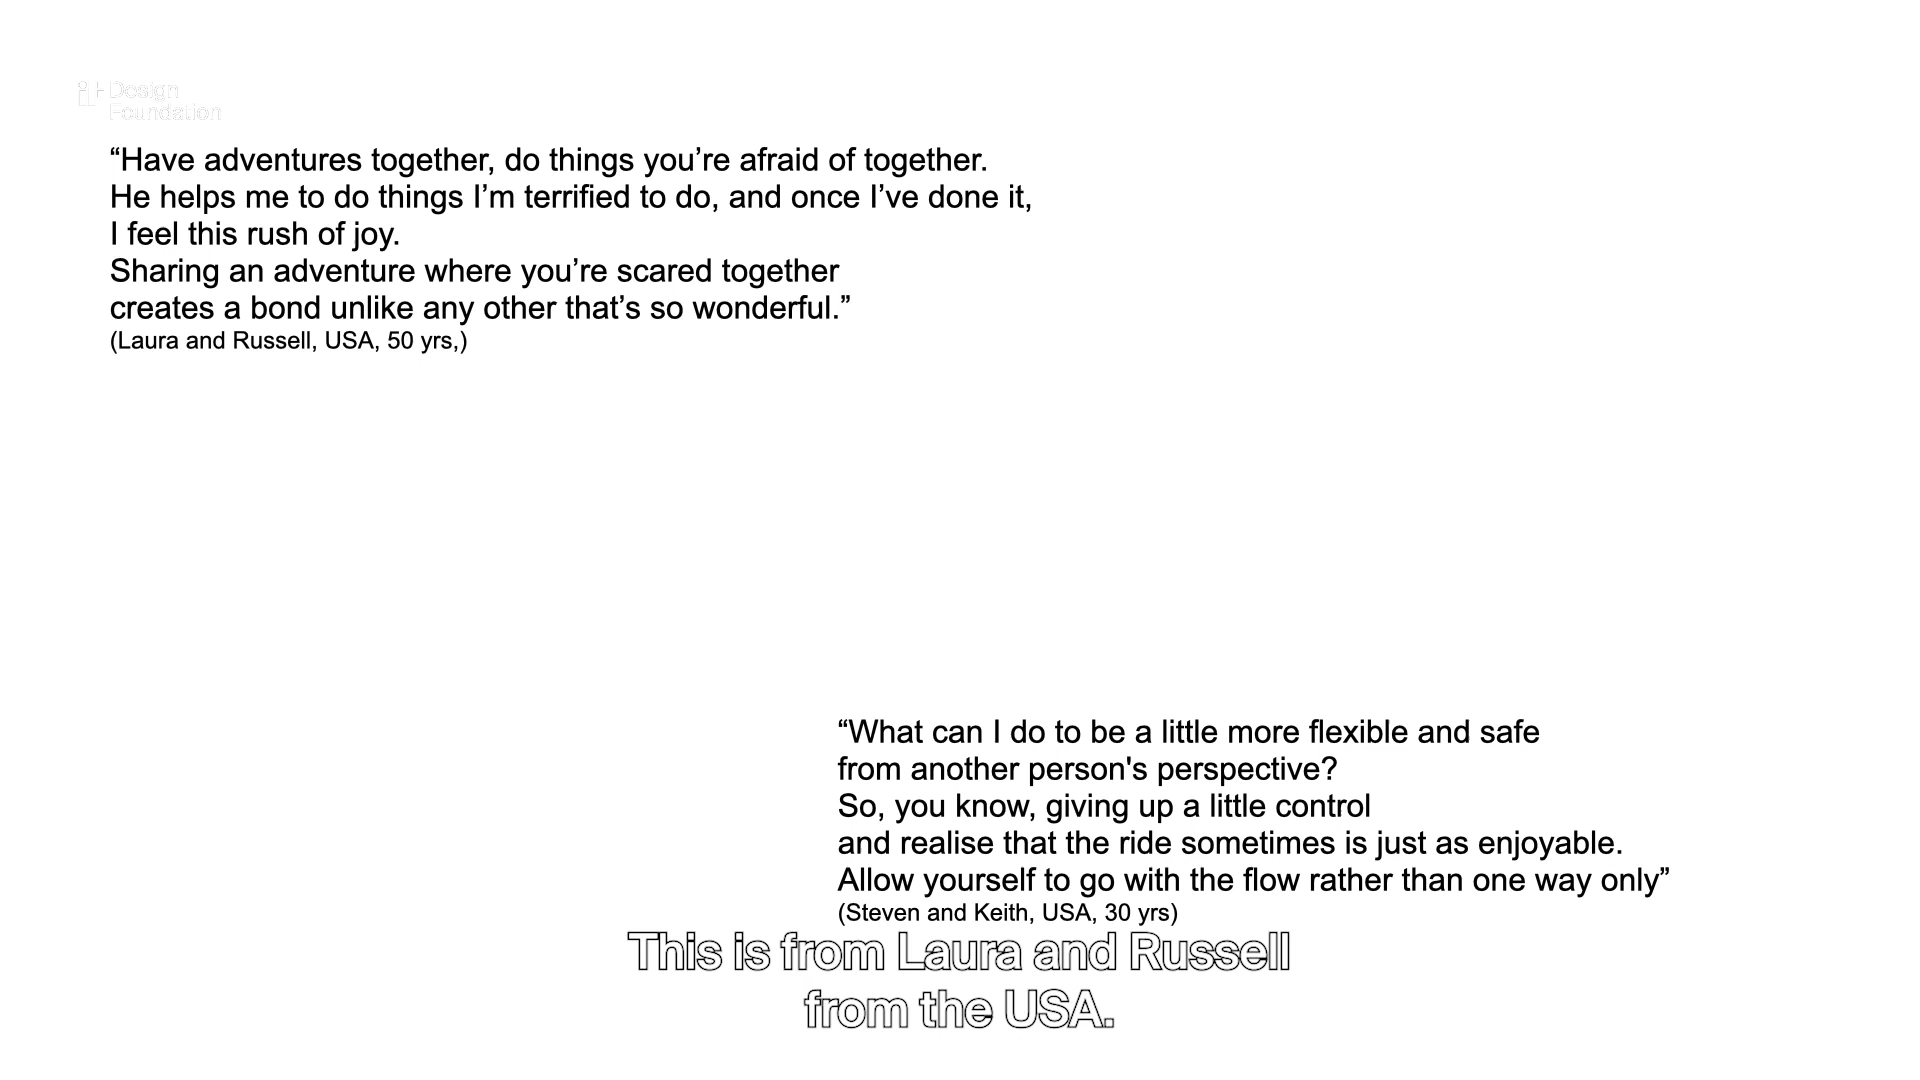 Design
Foundation
“Have adventures together, do things you’re afraid of together.
He helps me to do things I’m terrified to do, and once I’ve done it,
I feel this rush of joy.
Sharing an adventure where you’re scared together
creates a bond unlike any other that’s so wonderful.”
(Laura and Russell, USA, 50 yrs,)
“What can I do to be a little more flexible and safe
from another person's perspective?
So, you know, giving up a little control
and realise that the ride sometimes is just as enjoyable.
Allow yourself to go with the flow rather than one way only”
(Steven and Keith, USA, 30 yrs)
This is from Laura and Russell
from the USA.